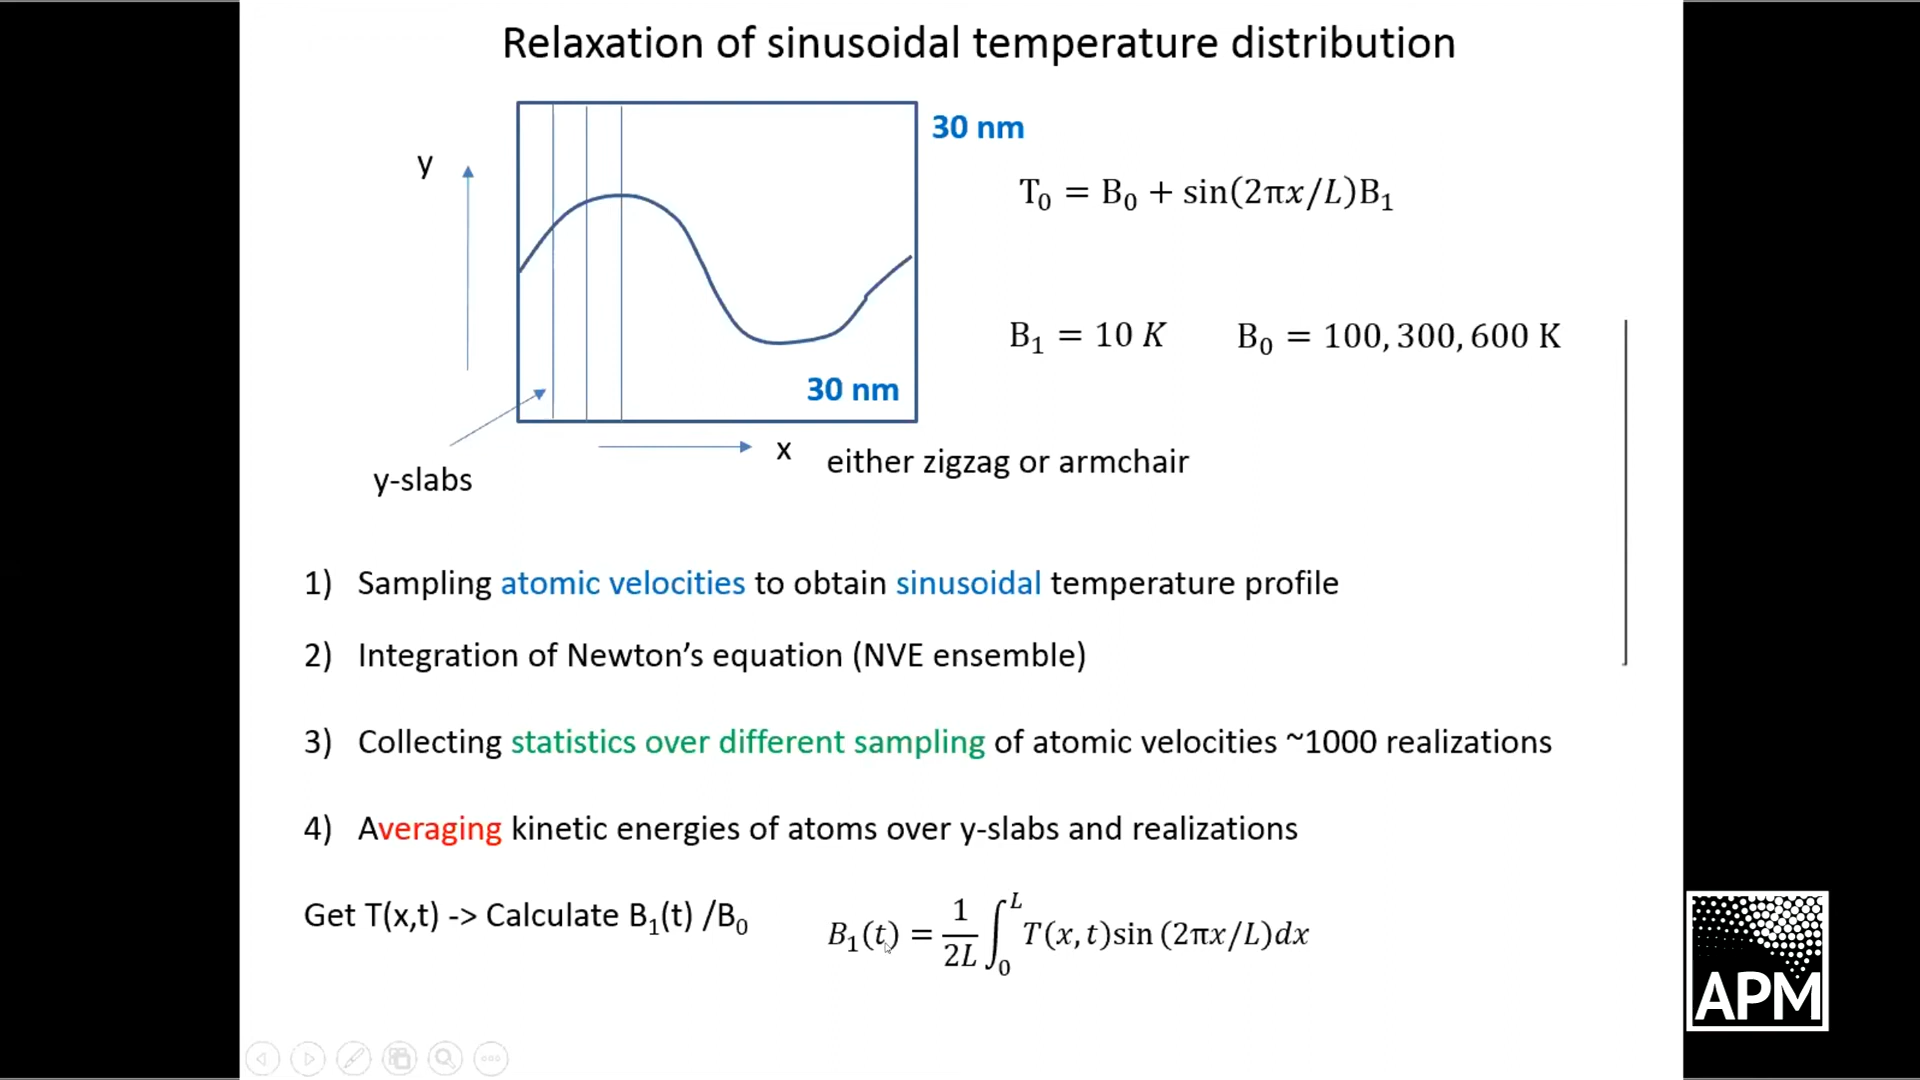 Relaxation of sinusoidal temperature distribution
30 nm
y
T₀ = B₀ + sin(2πx/L)B₁
B₁ = 10 K B₀ = 100, 300, 600 K
30 nm
x either zigzag or armchair
y-slabs
1) Sampling atomic velocities to obtain sinusoidal temperature profile
2) Integration of Newton’s equation (NVE ensemble)
3) Collecting statistics over different sampling of atomic velocities ~1000 realizations
4) Averaging kinetic energies of atoms over y-slabs and realizations
Get T(x,t) -> Calculate B₁(t) /B₀ B₁(t) = 1/2L ∫₀ᴸ T(x, t)sin (2πx/L)dx
APM